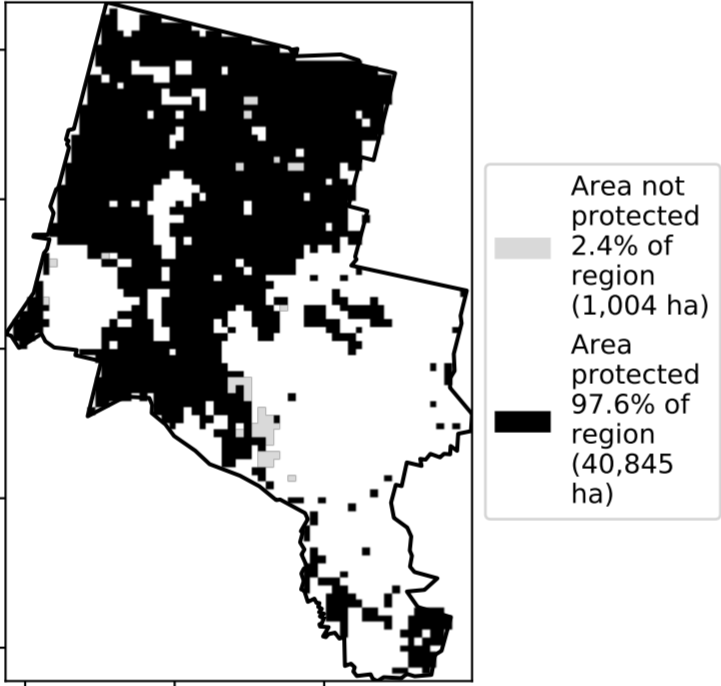 Area not
protected
2.4% of
region
(1,004 ha)
Area
protected
97.6% of
region
(40,845
ha)